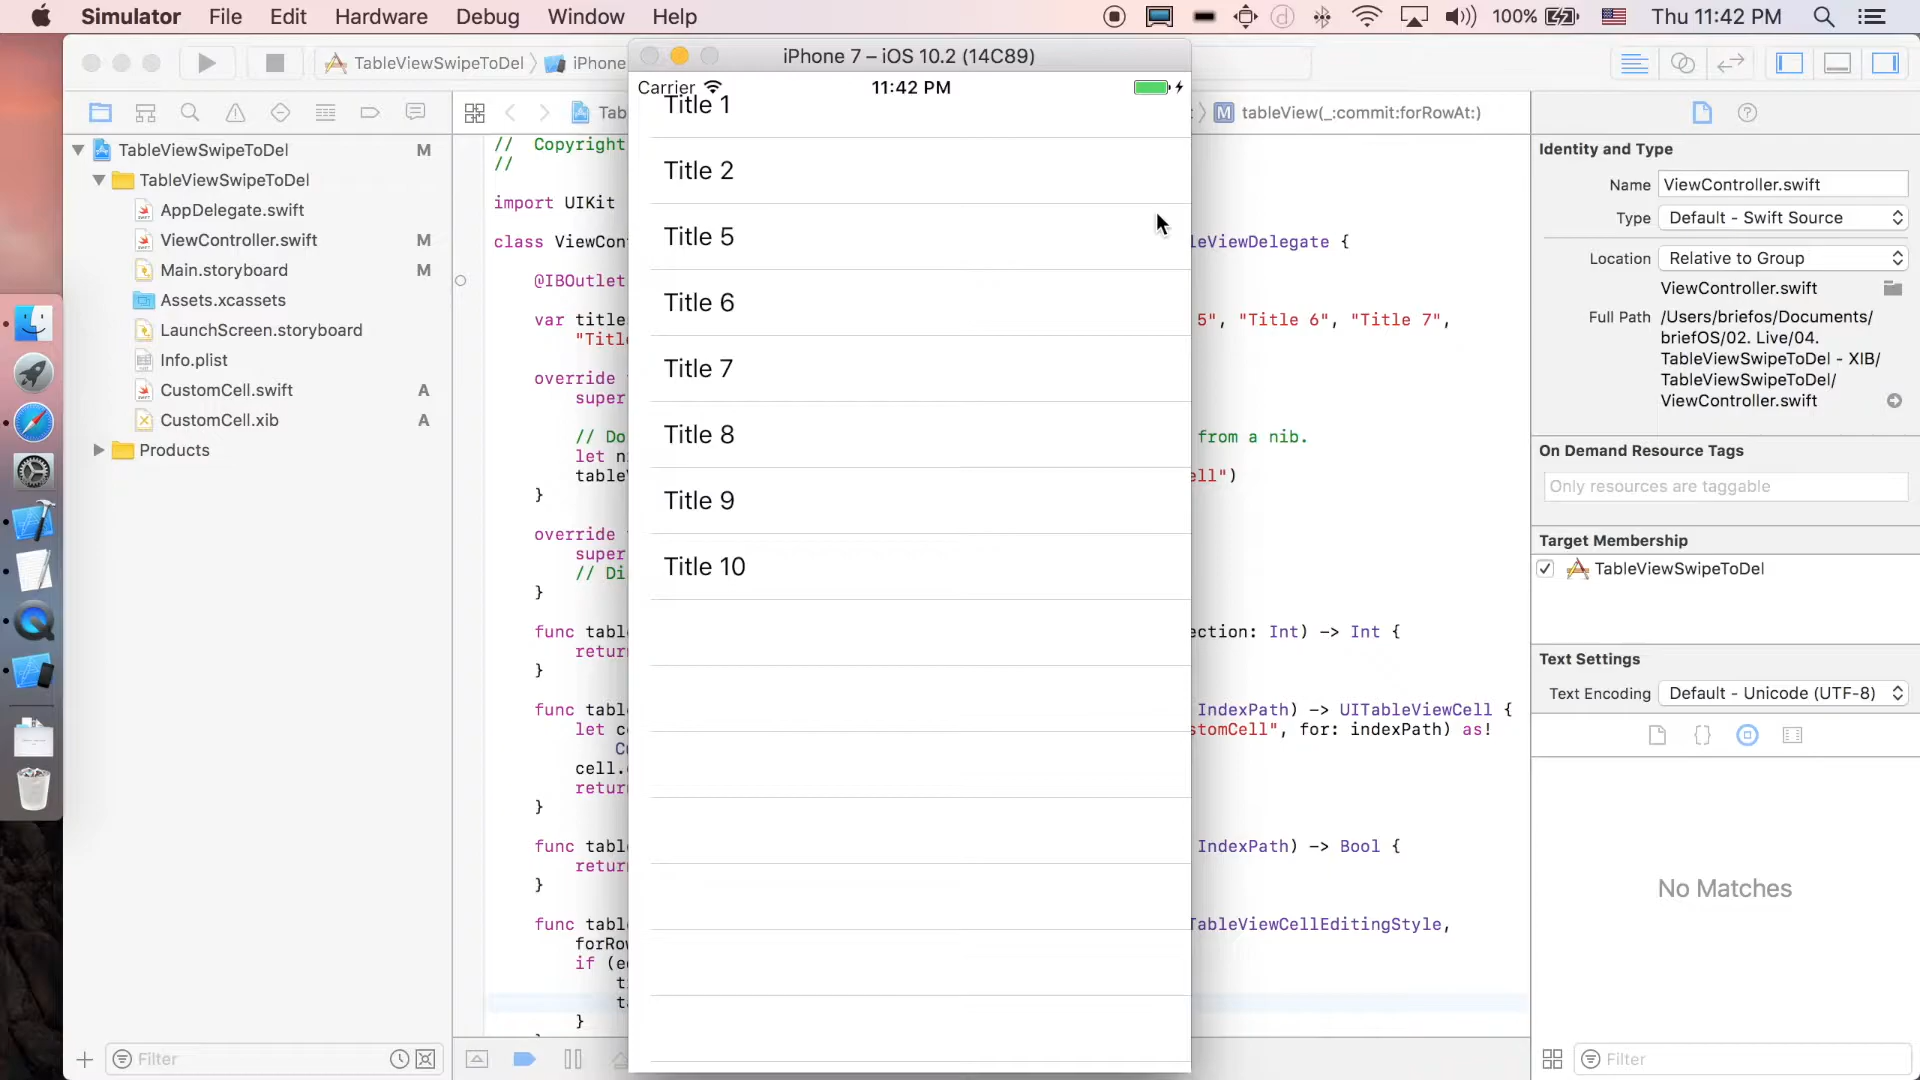 Simulator File Edit Hardware Debug Window Help 100% Thu 11:42 PM
TableViewSwipeToDel iPhone
iPhone 7 – iOS 10.2 (14C89)
Carrier 11:42 PM
Title 1
Title 2
Title 5
Title 6
Title 7
Title 8
Title 9
Title 10
tableView(_:commit:forRowAt:)
TableViewSwipeToDel M
TableViewSwipeToDel
AppDelegate.swift
ViewController.swift M
Main.storyboard M
Assets.xcassets
LaunchScreen.storyboard
Info.plist
CustomCell.swift A
CustomCell.xib A
Products
Filter
// Copyright
//
import UIKit
class ViewCon leViewDelegate {
@IBOutlet
var title 5", "Title 6", "Title 7",
"Titl
override
super
// Do from a nib.
let n
table ell")
}
override
super
// Di
}
func tabl ection: Int) -> Int {
return
}
func tabl IndexPath) -> UITableViewCell {
let c tomCell", for: indexPath) as!
cell.
return
}
func tabl IndexPath) -> Bool {
return
}
func tabl TableViewCellEditingStyle,
forRow
if (e
t
t
}
Identity and Type
Name ViewController.swift
Type Default - Swift Source
Location Relative to Group
ViewController.swift
Full Path /Users/briefos/Documents/
briefOS/02. Live/04.
TableViewSwipeToDel - XIB/
TableViewSwipeToDel/
ViewController.swift
On Demand Resource Tags
Only resources are taggable
Target Membership
TableViewSwipeToDel
Text Settings
Text Encoding Default - Unicode (UTF-8)
No Matches
Filter